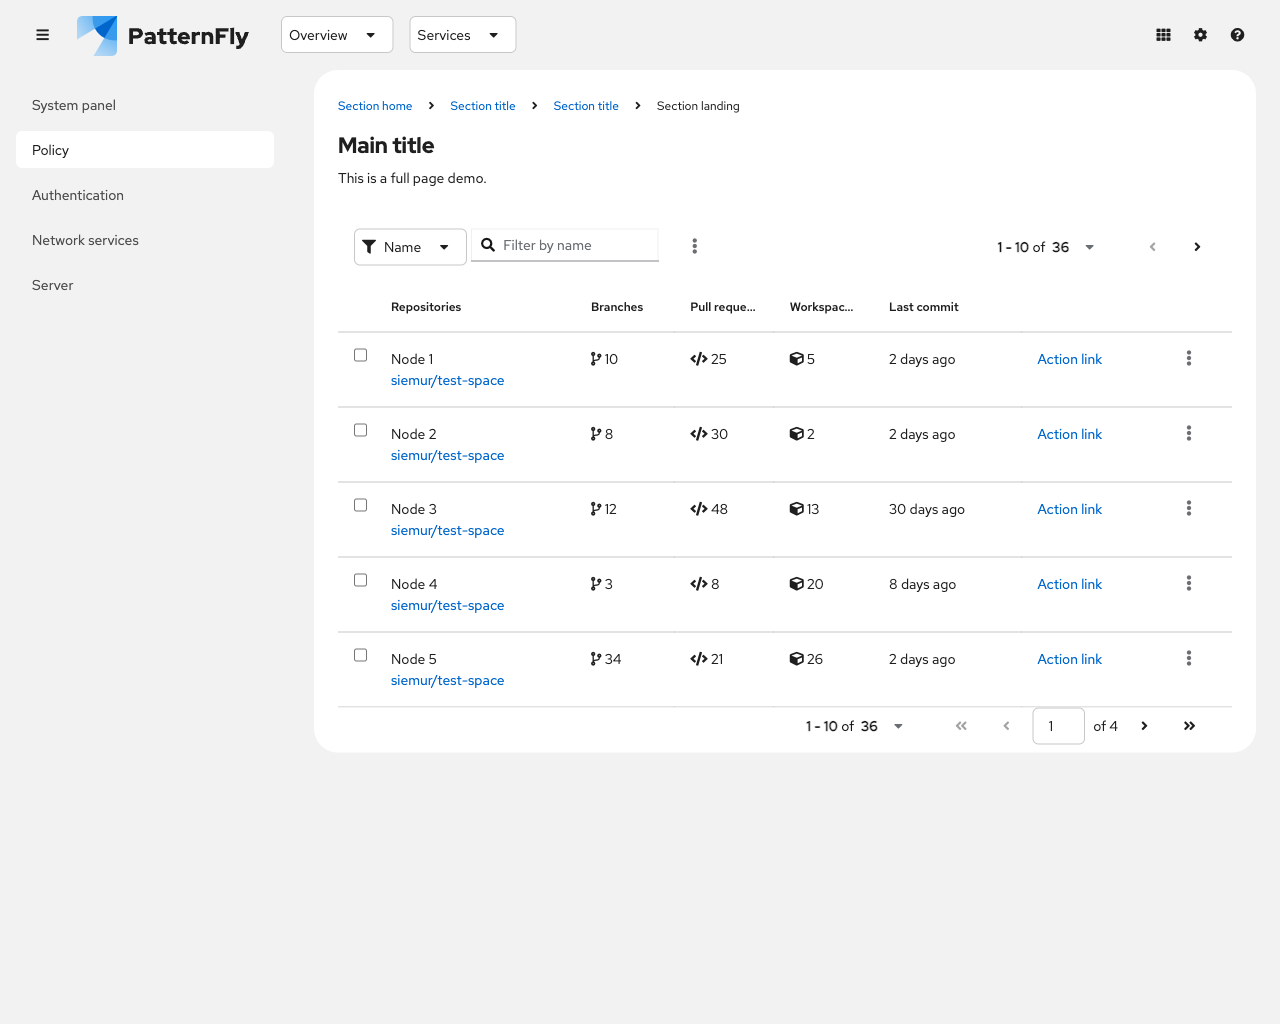 PatternFly
Overview
Services
System panel
Policy
Authentication
Network services
Server
Section home
Section title
Section title
Section landing
Main title
This is a full page demo.
Name
Filter by name
1 - 10 of 36
Repositories Branches Pull reque... Workspac... Last commit
Node 1 10 25 5 2 days ago Action link
siemur/test-space
Node 2 8 30 2 2 days ago Action link
siemur/test-space
Node 3 12 48 13 30 days ago Action link
siemur/test-space
Node 4 3 8 20 8 days ago Action link
siemur/test-space
Node 5 34 21 26 2 days ago Action link
siemur/test-space
1 - 10 of 36 1 of 4